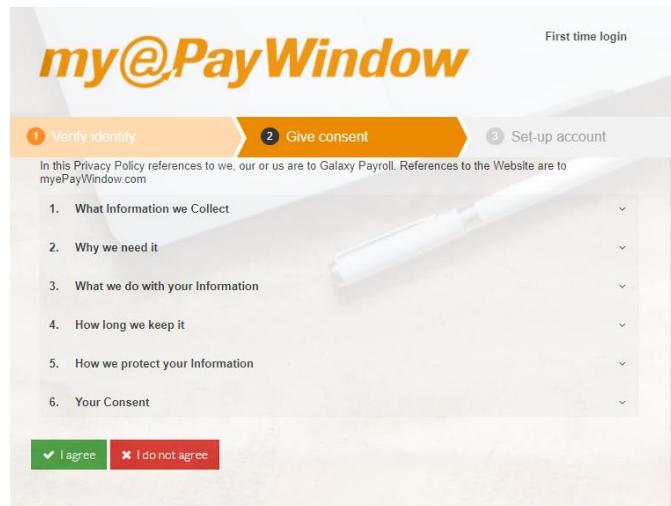 my@PayWindow
First time login
1 Verify identity
2 Give consent
3 Set-up account
In this Privacy Policy references to we, our or us are to Galaxy Payroll. References to the Website are to
myePayWindow.com
1. What Information we Collect
2. Why we need it
3. What we do with your Information
4. How long we keep it
5. How we protect your Information
6. Your Consent
✔ I agree
✖ I do not agree